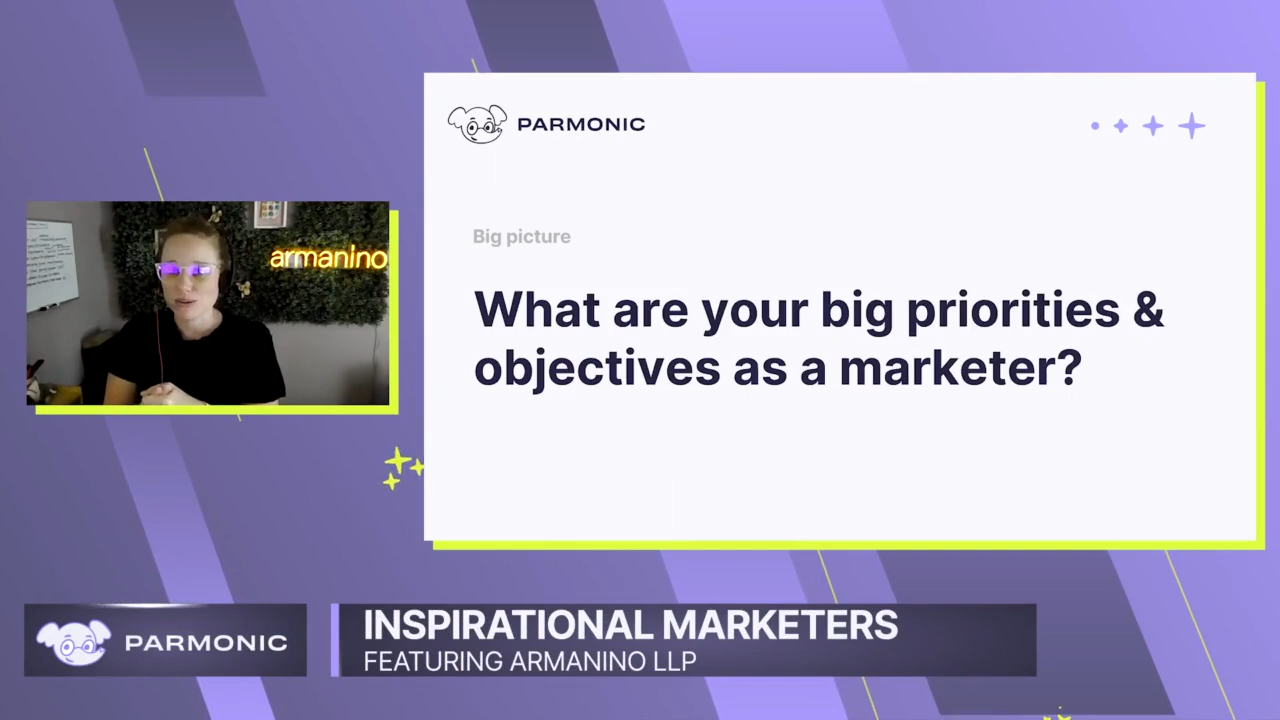 PARMONIC
Big picture
What are your big priorities &
objectives as a marketer?
armanino
PARMONIC
INSPIRATIONAL MARKETERS
FEATURING ARMANINO LLP